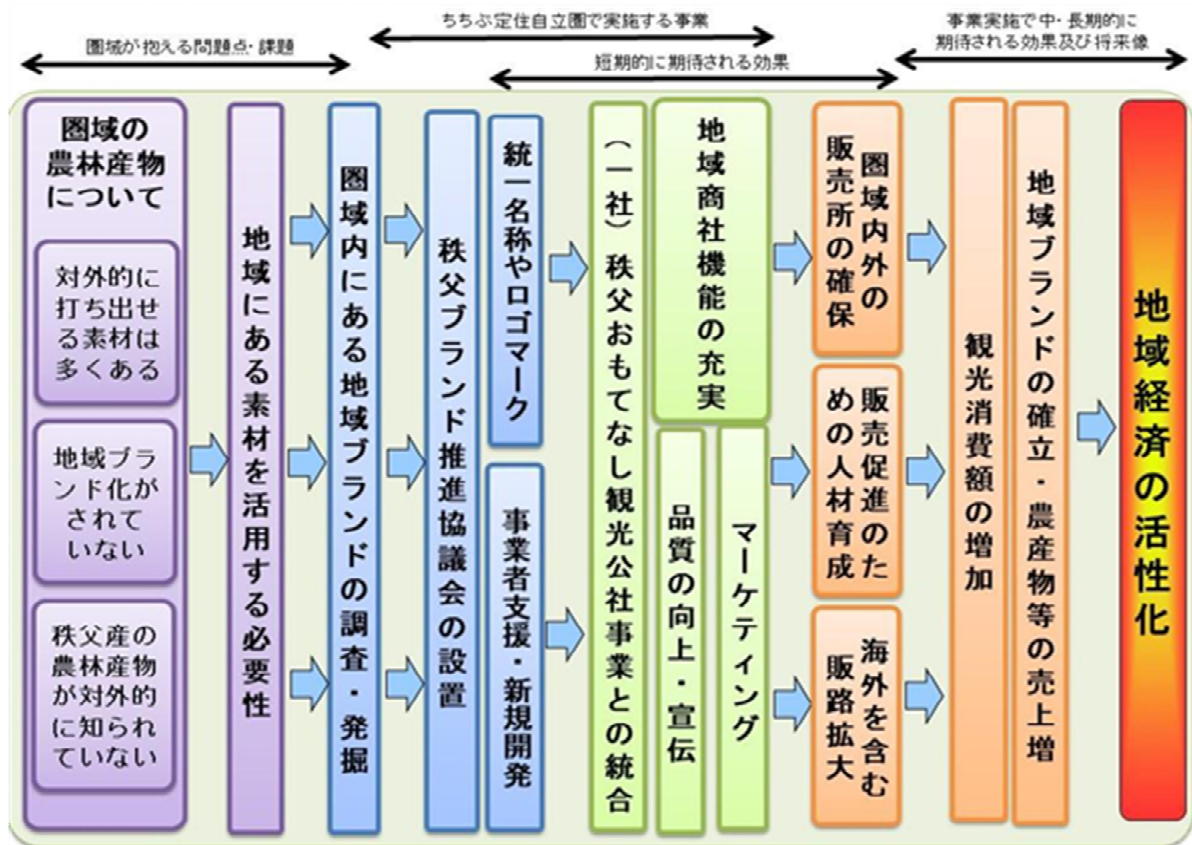 圏域が抱える問題点・課題
ちちぶ定住自立圏で実施する事業
短期的に期待される効果
事業実施で中・長期的に
期待される効果及び将来像
圏域の
農林産物
について
対外的に
打ち出せ
る素材は
多くある
地域ブラ
ンド化が
されて
いない
秩父産の
農林産物
が対外的
に知られ
ていない
地域にある素材を活用する必要性
圏域内にある地域ブランドの調査・発掘
秩父ブランド推進協議会の設置
統一名称やロゴマーク
事業者支援・新規開発
（一社）秩父おもてなし観光公社事業との統合
地域商社機能の充実
品質の向上・宣伝
マーケティング
圏域内外の
販売所の確保
販売促進のた
めの人材育成
海外を含む
販路拡大
観光消費額の増加
地域ブランドの確立・農産物等の売上増
地域経済の活性化